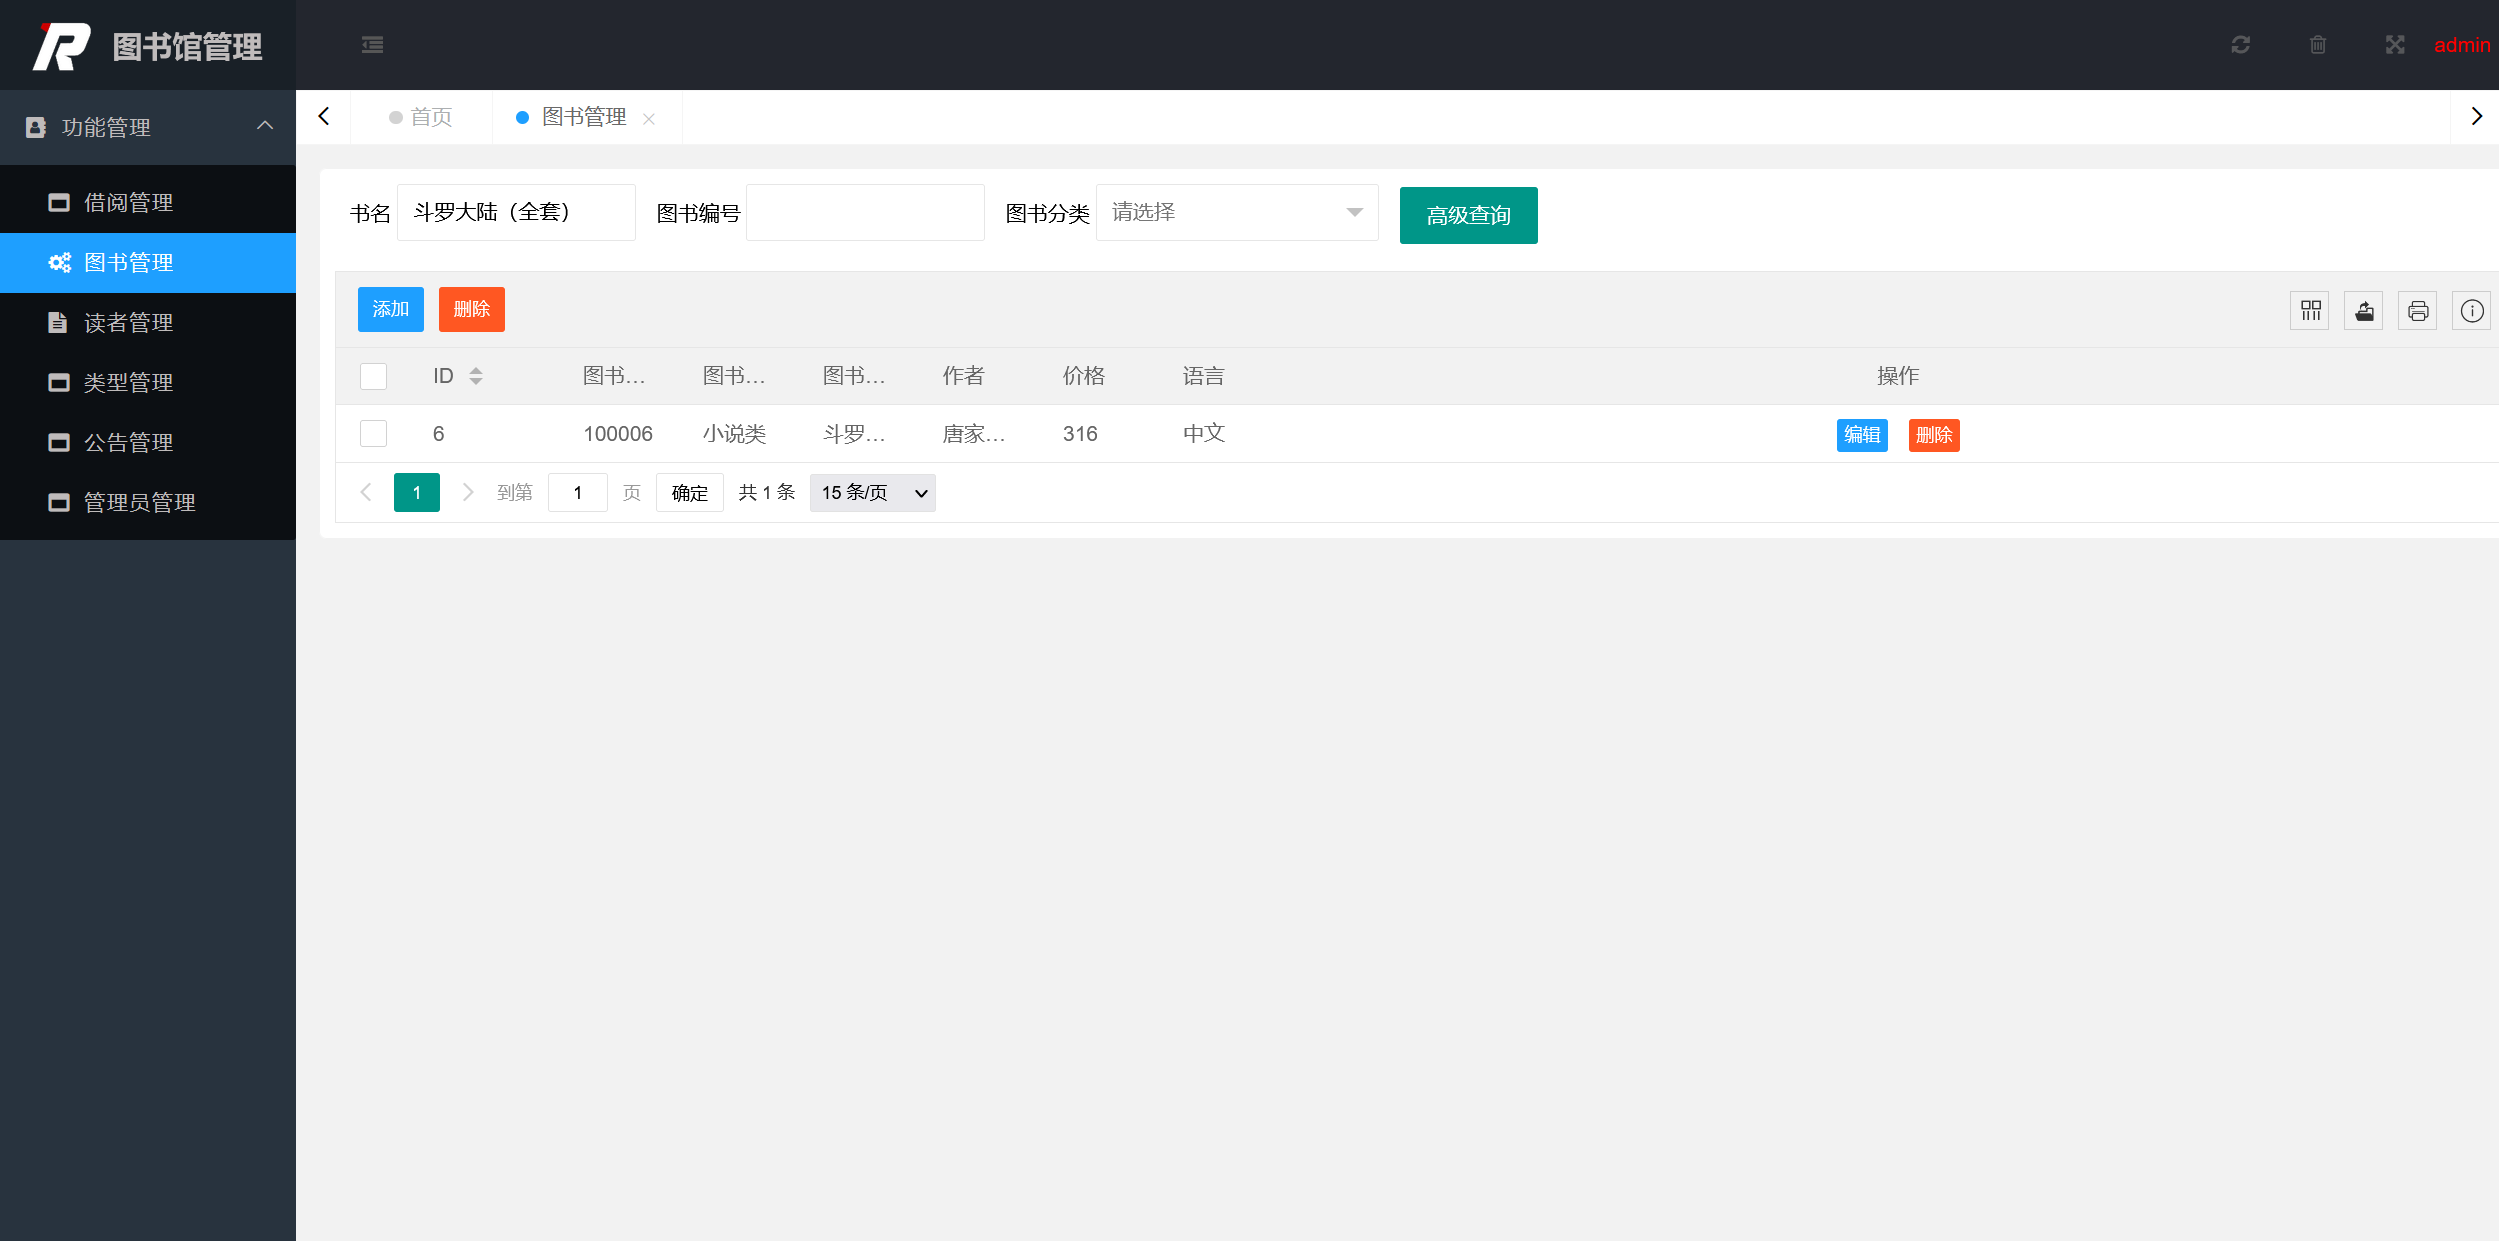 图书馆管理
admin
功能管理
借阅管理
图书管理
读者管理
类型管理
公告管理
管理员管理
首页 图书管理
书名 斗罗大陆（全套） 图书编号 图书分类 请选择 高级查询
添加 删除
ID 图书... 图书... 图书... 作者 价格 语言 操作
6 100006 小说类 斗罗... 唐家... 316 中文 编辑 删除
1 到第 1 页 确定 共 1 条 15 条/页